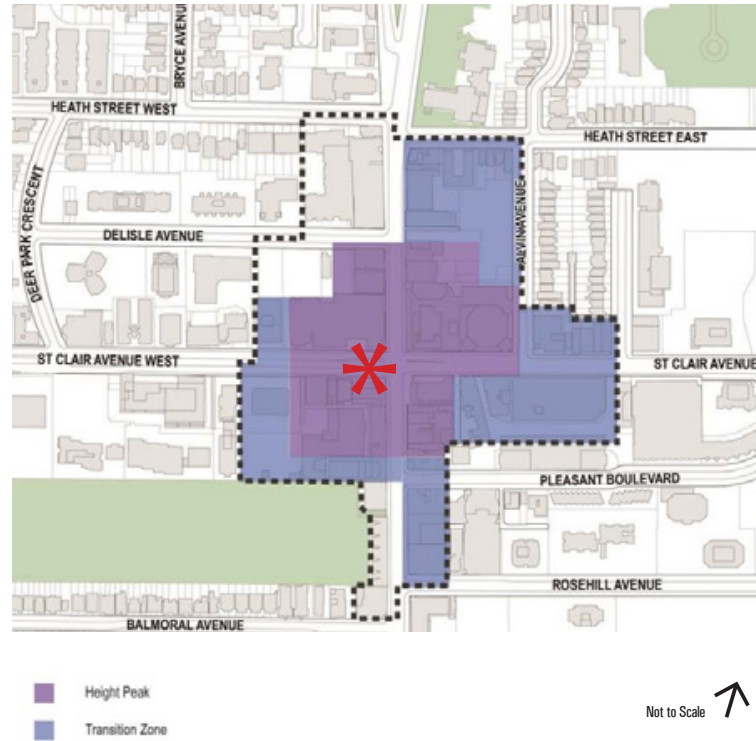 BRYCE AVENUE
HEATH STREET WEST
HEATH STREET EAST
DEER PARK CRESCENT
ALVIN AVENUE
DELISLE AVENUE
ST CLAIR AVENUE WEST
ST CLAIR AVENUE
PLEASANT BOULEVARD
ROSEHILL AVENUE
BALMORAL AVENUE
Height Peak
Not to Scale
Transition Zone